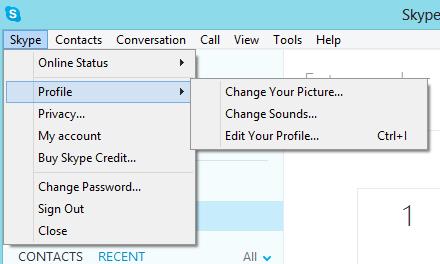 Skype
Skype Contacts Conversation Call View Tools Help
Online Status
Profile
Privacy...
My account
Buy Skype Credit...
Change Password...
Sign Out
Close
Change Your Picture...
Change Sounds...
Edit Your Profile... Ctrl+I
1
CONTACTS RECENT All